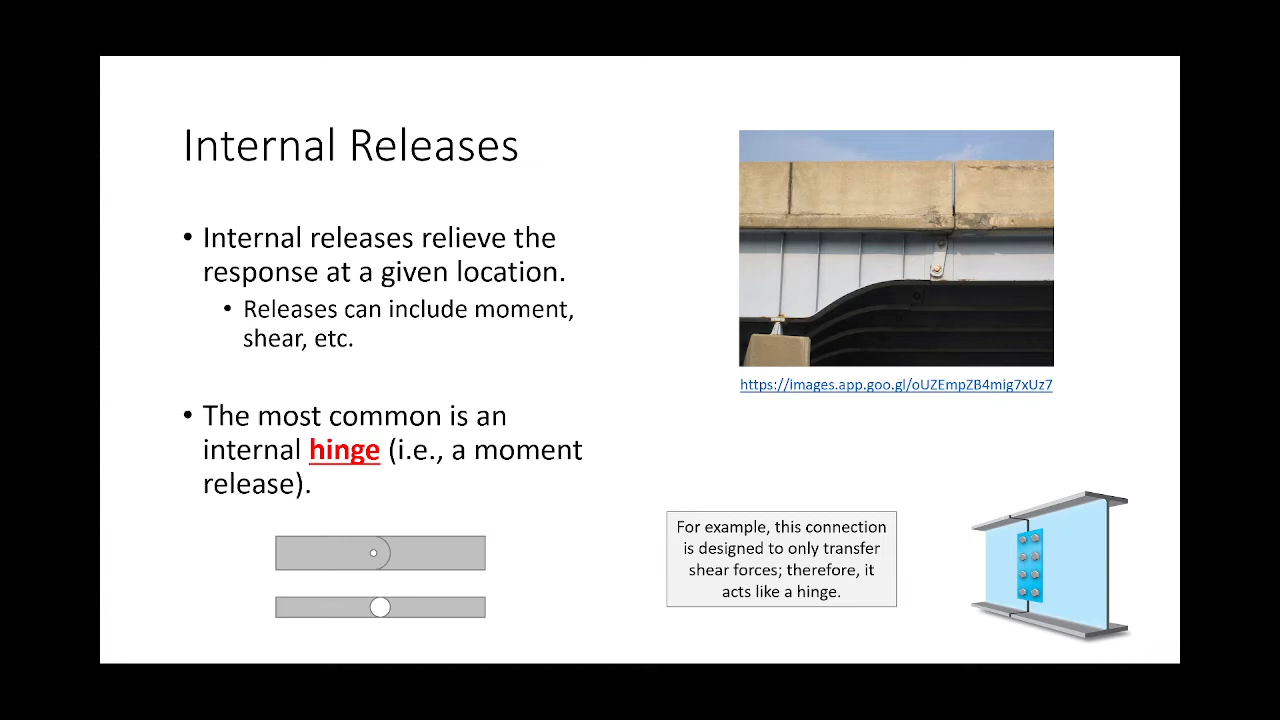 Internal Releases
• Internal releases relieve the
response at a given location.
• Releases can include moment,
shear, etc.
• The most common is an
internal hinge (i.e., a moment
release).
https://images.app.goo.gl/oUZEmpZB4mig7xUz7
For example, this connection
is designed to only transfer
shear forces; therefore, it
acts like a hinge.